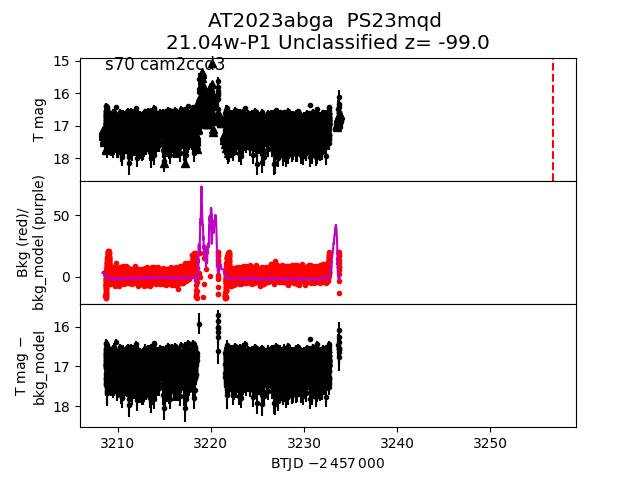 AT2023abga  PS23mqd
21.04w-P1 Unclassified z= -99.0
s70 cam2ccd3
15
16
17
18
T mag
50
0
Bkg (red)/
bkg_model (purple)
16
17
18
T mag −
bkg_model
3210
3220
3230
3240
3250
BTJD −2 457 000